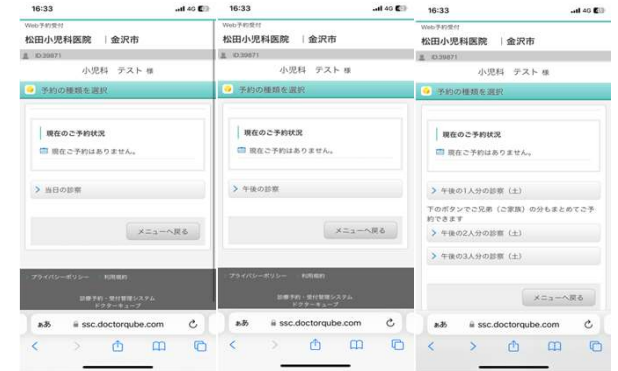 16:33
4G
Web予約受付
松田小児科医院 ｜金沢市
ID:39871
小児科 テスト 様
予約の種類を選択
現在のご予約状況
現在ご予約はありません。
当日の診察
メニューへ戻る
プライバシーポリシー 利用規約
診療予約・受付管理システム
ドクターキューブ
ぁあ ssc.doctorqube.com
16:33
4G
Web予約受付
松田小児科医院 ｜金沢市
ID:39871
小児科 テスト 様
予約の種類を選択
現在のご予約状況
現在ご予約はありません。
午後の診察
メニューへ戻る
プライバシーポリシー 利用規約
診療予約・受付管理システム
ドクターキューブ
ぁあ ssc.doctorqube.com
16:33
4G
Web予約受付
松田小児科医院 ｜金沢市
ID:39871
小児科 テスト 様
予約の種類を選択
現在のご予約状況
現在ご予約はありません。
午後の1人分の診察（土）
下のボタンでご兄弟（ご家族）の分もまとめてご予
約できます
午後の2人分の診察（土）
午後の3人分の診察（土）
メニューへ戻る
ぁあ ssc.doctorqube.com